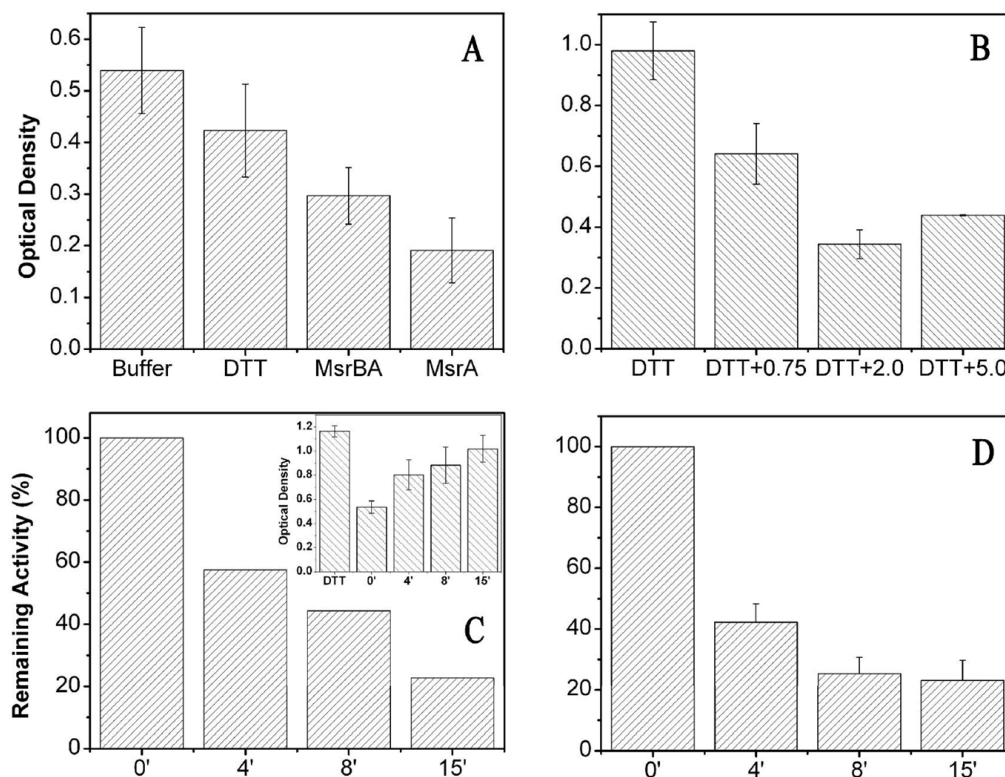 Optical Density
0.6
0.5
0.4
0.3
0.2
0.1
0.0
A
Buffer DTT MsrBA MsrA
1.0
0.8
0.6
0.4
0.2
0.0
B
DTT DTT+0.75 DTT+2.0 DTT+5.0
Remaining Activity (%)
100
80
60
40
20
0
C
0' 4' 8' 15'
Optical Density
1.4
1.2
1.0
0.8
0.6
0.4
0.2
0.0
DTT 0' 4' 8' 15'
100
80
60
40
20
0
D
0' 4' 8' 15'